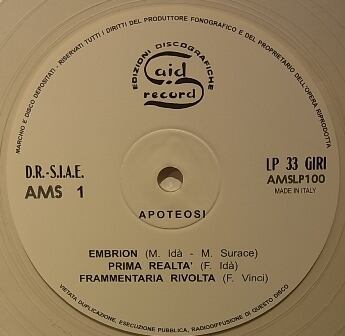 MARCHIO E DISCO DEPOSITATI - RISERVATI TUTTI I DIRITTI DEL PRODUTTORE FONOGRAFICO E DEL PROPRIETARIO DELL'OPERA RIPRODOTTA
EDIZIONI DISCOGRAFICHE
Said
record
D.R.-S.I.A.E.
AMS 1
LP 33 GIRI
AMSLP100
MADE IN ITALY
APOTEOSI
EMBRION (M. Idà - M. Surace)
PRIMA REALTA' (F. Idà)
FRAMMENTARIA RIVOLTA (F. Vinci)
VIETATA DUPLICAZIONE, ESECUZIONE PUBBLICA, RADIODIFFUSIONE DI QUESTO DISCO